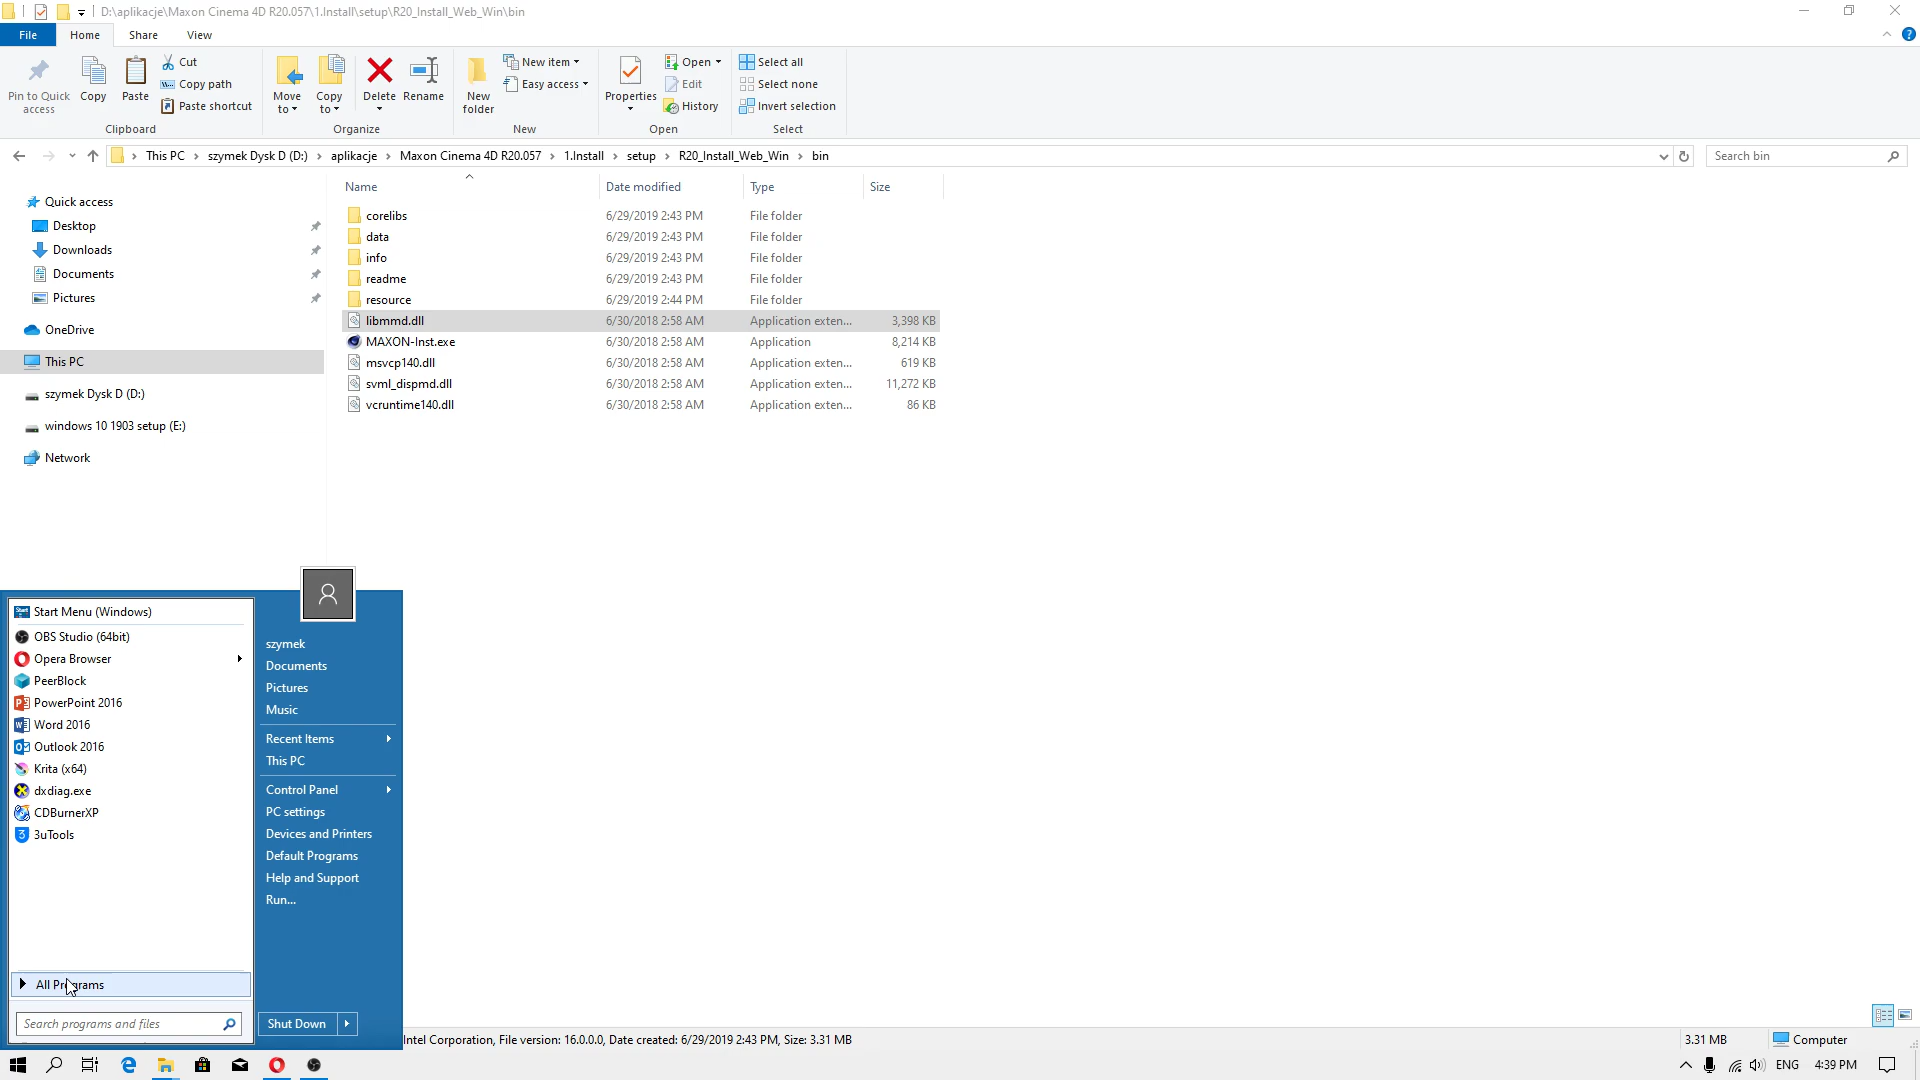 D:\aplikacje\Maxon Cinema 4D R20.057\1.Install\setup\R20_Install_Web_Win\bin
File Home Share View
Pin to Quick access
Copy
Paste
Cut
Copy path
Paste shortcut
Clipboard
Move to
Copy to
Delete
Rename
Organize
New folder
New item
Easy access
New
Properties
Open
Edit
History
Open
Select all
Select none
Invert selection
Select
This PC szymek Dysk D (D:) aplikacje Maxon Cinema 4D R20.057 1.Install setup R20_Install_Web_Win bin
Search bin
Quick access
Desktop
Downloads
Documents
Pictures
OneDrive
This PC
szymek Dysk D (D:)
windows 10 1903 setup (E:)
Network
Name Date modified Type Size
corelibs 6/29/2019 2:43 PM File folder
data 6/29/2019 2:43 PM File folder
info 6/29/2019 2:43 PM File folder
readme 6/29/2019 2:43 PM File folder
resource 6/29/2019 2:44 PM File folder
libmmd.dll 6/30/2018 2:58 AM Application exten... 3,398 KB
MAXON-Inst.exe 6/30/2018 2:58 AM Application 8,214 KB
msvcp140.dll 6/30/2018 2:58 AM Application exten... 619 KB
svml_dispmd.dll 6/30/2018 2:58 AM Application exten... 11,272 KB
vcruntime140.dll 6/30/2018 2:58 AM Application exten... 86 KB
Start Menu (Windows)
OBS Studio (64bit)
Opera Browser
PeerBlock
PowerPoint 2016
Word 2016
Outlook 2016
Krita (x64)
dxdiag.exe
CDBurnerXP
3uTools
All Programs
Search programs and files
szymek
Documents
Pictures
Music
Recent Items
This PC
Control Panel
PC settings
Devices and Printers
Default Programs
Help and Support
Run...
Shut Down
Intel Corporation, File version: 16.0.0.0, Date created: 6/29/2019 2:43 PM, Size: 3.31 MB
3.31 MB
Computer
ENG 4:39 PM